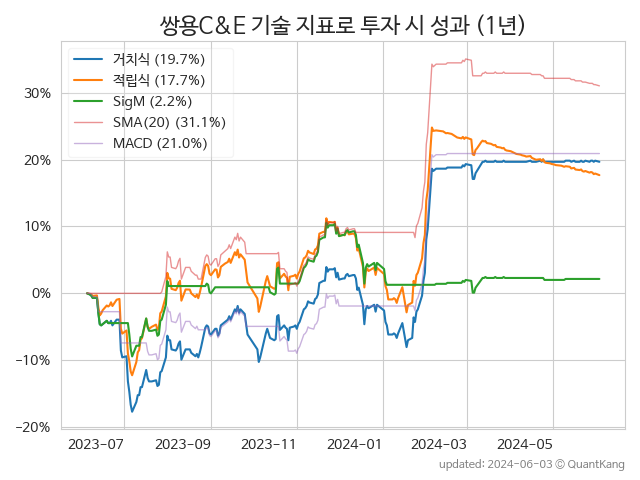 쌍용C&E 기술 지표로 투자 시 성과 (1년)
거치식 (19.7%)
적립식 (17.7%)
SigM (2.2%)
SMA(20) (31.1%)
MACD (21.0%)
30%
20%
10%
0%
−10%
−20%
2023-07 2023-09 2023-11 2024-01 2024-03 2024-05
updated: 2024-06-03 © QuantKang